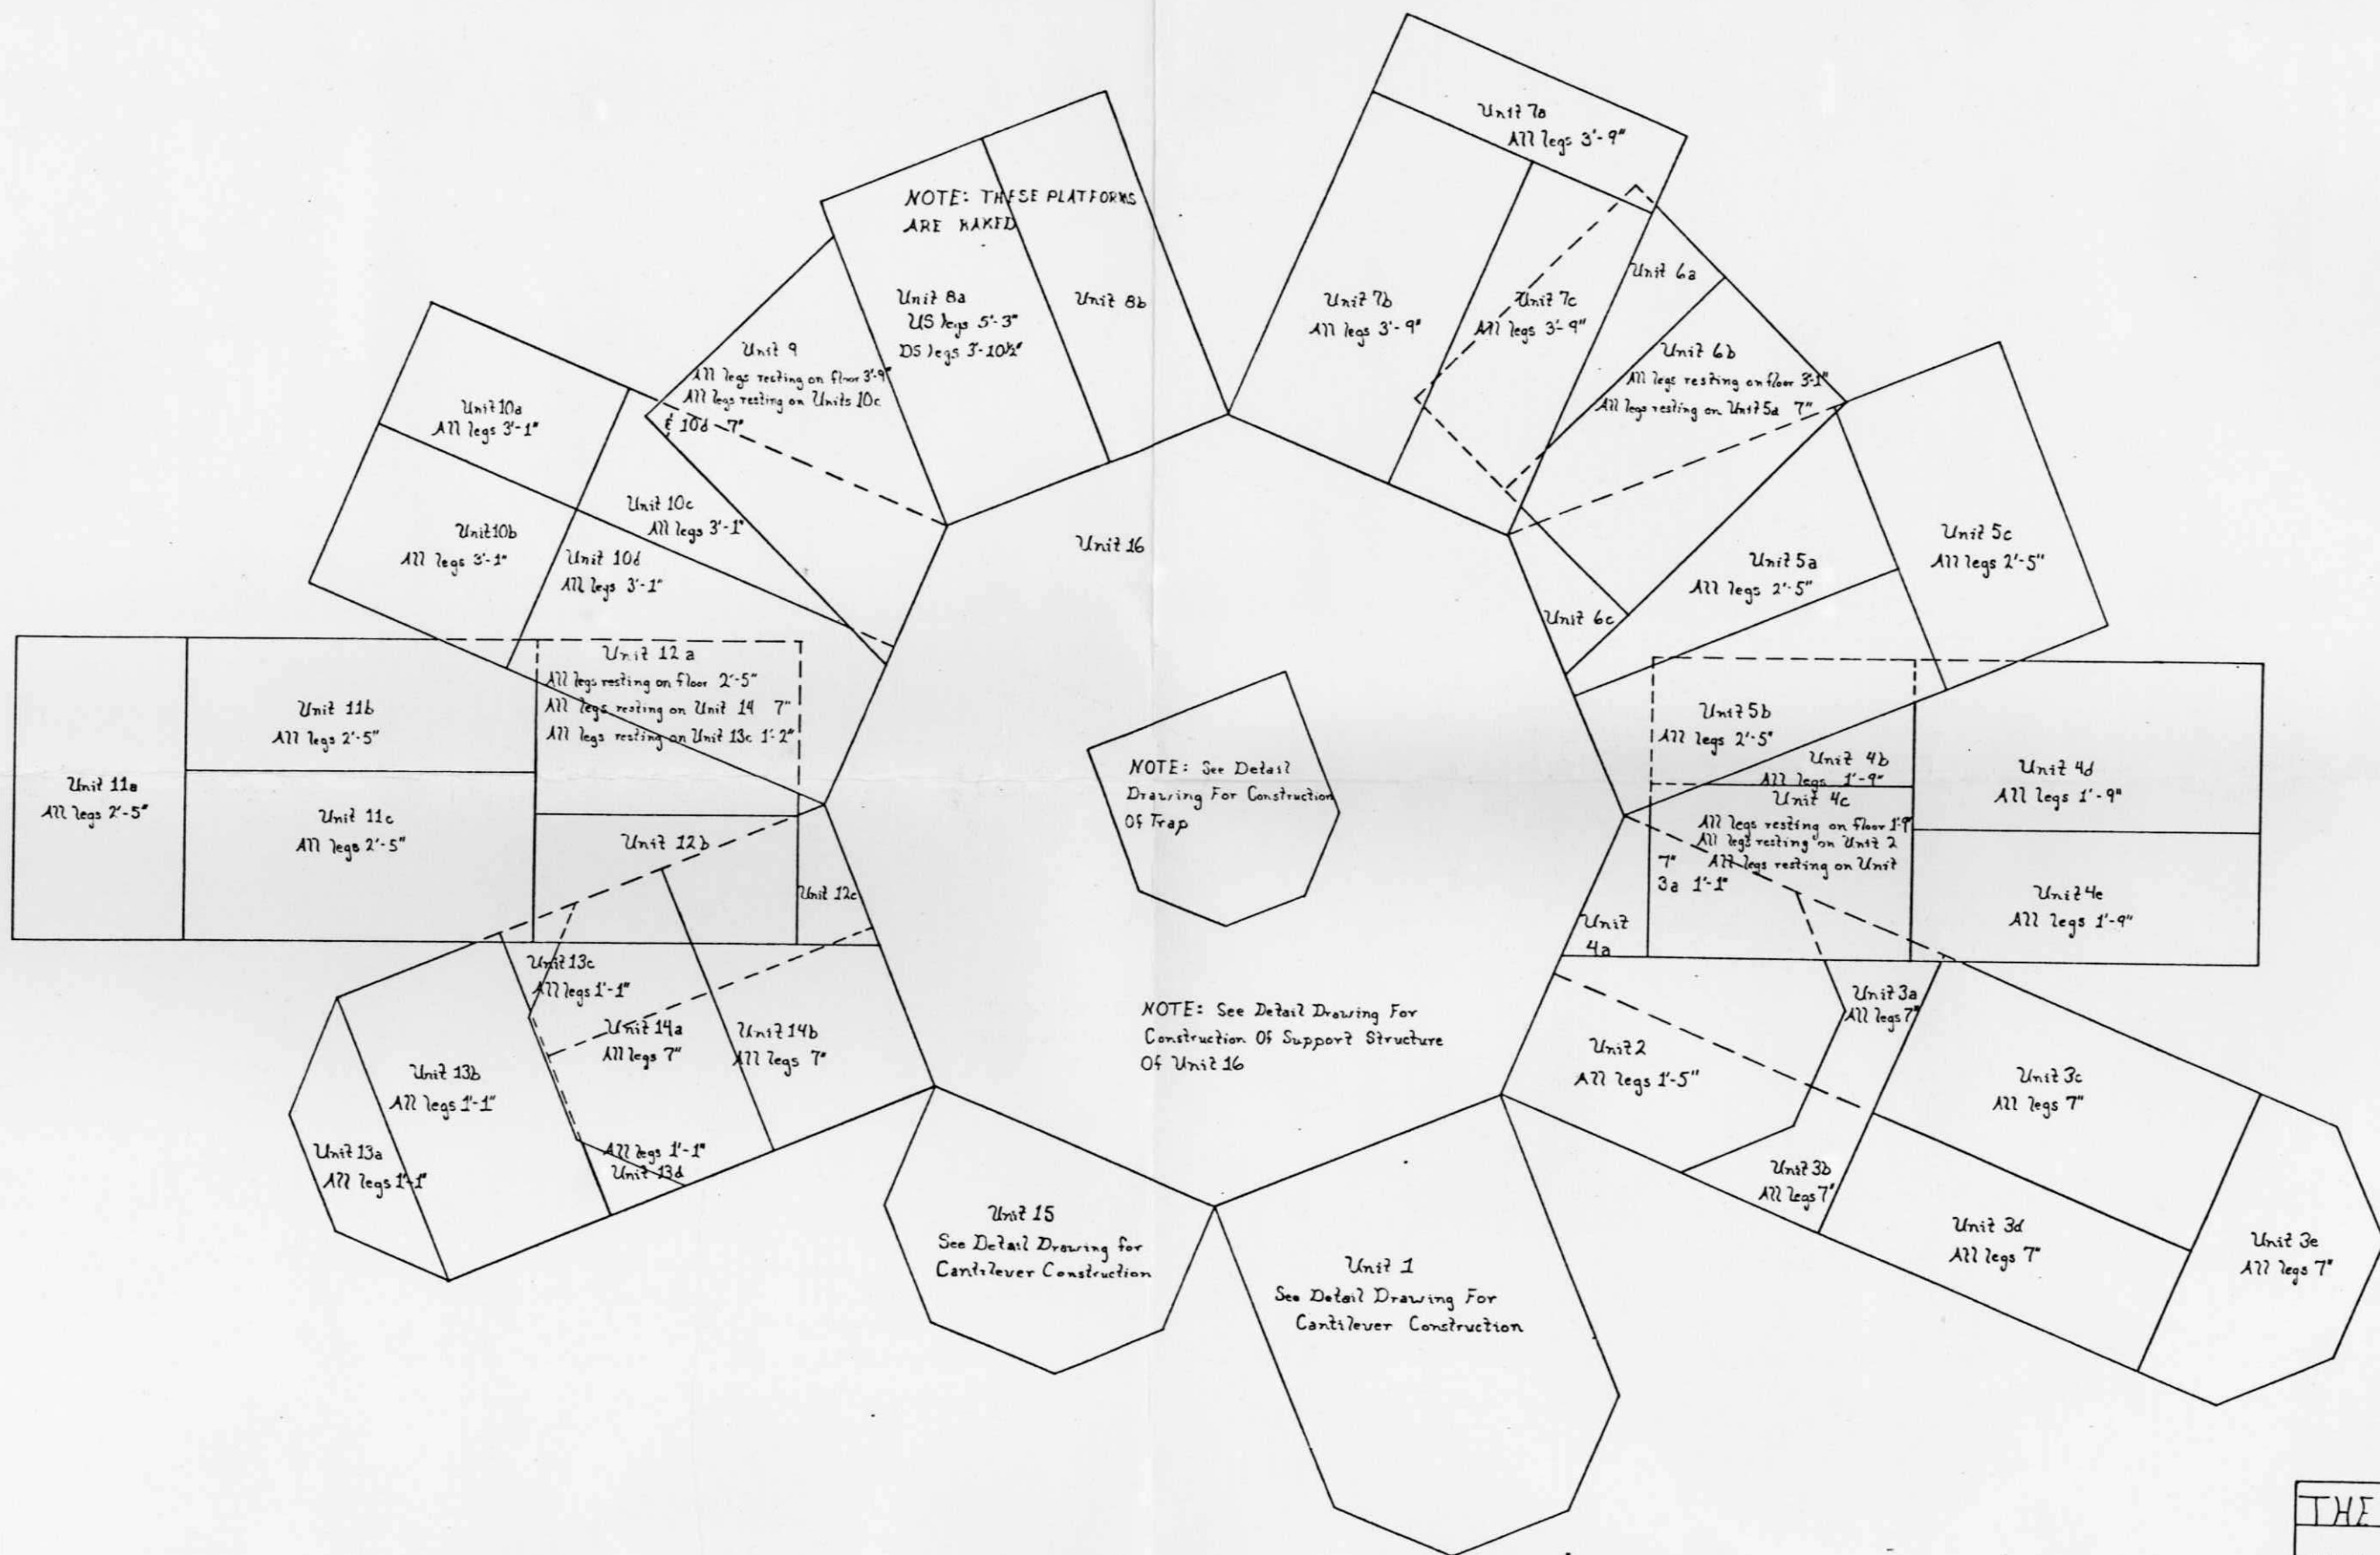 Unit 7a
All legs 3'-9"
NOTE: THESE PLATFORMS
ARE RAKED
Unit 8a
US legs 5'-3"
DS legs 3'-10½"
Unit 8b
Unit 7b
All legs 3'-9"
Unit 7c
All legs 3'-9"
Unit 6a
Unit 6b
All legs resting on floor 3'-1"
All legs resting on Unit 5a 7"
Unit 9
All legs resting on floor 3'-9"
All legs resting on Units 10c
& 10d - 7"
Unit 10a
All legs 3'-1"
Unit 10b
All legs 3'-1"
Unit 10c
All legs 3'-1"
Unit 10d
All legs 3'-1"
Unit 16
Unit 5c
All legs 2'-5"
Unit 5a
All legs 2'-5"
Unit 6c
Unit 12a
All legs resting on floor 2'-5"
All legs resting on Unit 14 7"
All legs resting on Unit 13c 1'-2"
Unit 11b
All legs 2'-5"
Unit 11a
All legs 2'-5"
Unit 11c
All legs 2'-5"
Unit 12b
Unit 12c
NOTE: See Detail
Drawing For Construction
Of Trap
Unit 5b
All legs 2'-5"
Unit 4b
All legs 1'-9"
Unit 4c
All legs resting on floor 1'-9"
All legs resting on Unit 2
7" All legs resting on Unit
3a 1'-1"
Unit 4d
All legs 1'-9"
Unit 4e
All legs 1'-9"
Unit
4a
Unit 13c
All legs 1'-1"
Unit 14a
All legs 7"
Unit 14b
All legs 7"
Unit 13b
All legs 1'-1"
Unit 13a
All legs 1'-1"
All legs 1'-1"
Unit 13d
NOTE: See Detail Drawing For
Construction Of Support Structure
Of Unit 16
Unit 2
All legs 1'-5"
Unit 3a
All legs 7"
Unit 3c
All legs 7"
Unit 3b
All legs 7"
Unit 3d
All legs 7"
Unit 3e
All legs 7"
Unit 15
See Detail Drawing for
Cantilever Construction
Unit 1
See Detail Drawing For
Cantilever Construction
THE